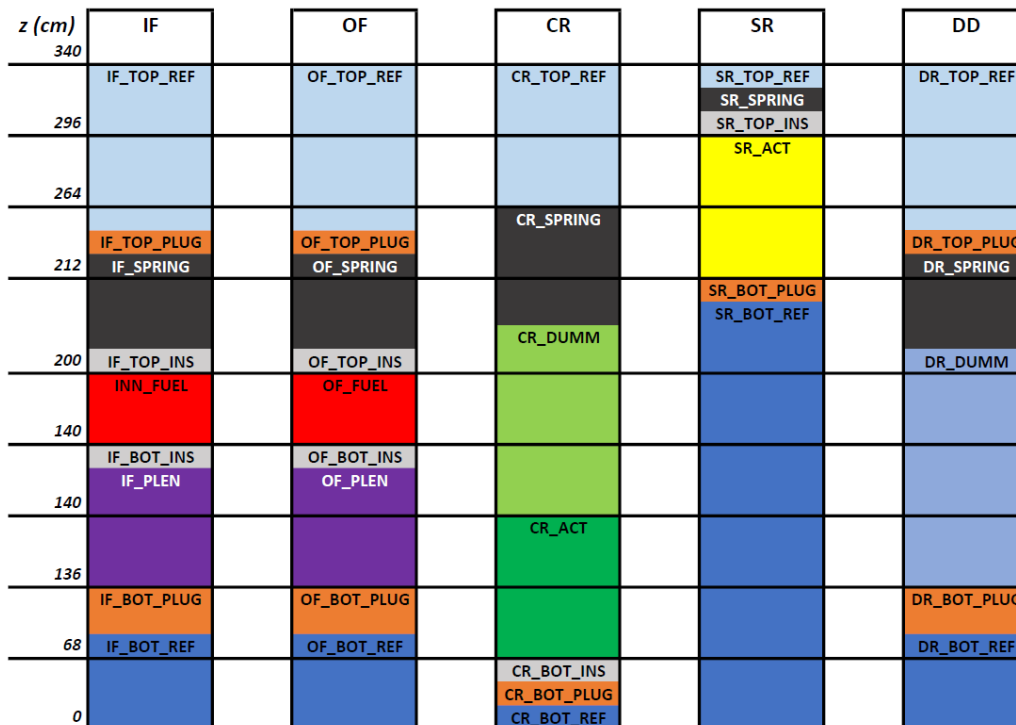 z (cm) IF OF CR SR DD
340
IF_TOP_REF OF_TOP_REF CR_TOP_REF SR_TOP_REF DR_TOP_REF
SR_SPRING
296 SR_TOP_INS
SR_ACT
264
CR_SPRING
IF_TOP_PLUG OF_TOP_PLUG DR_TOP_PLUG
212 IF_SPRING OF_SPRING DR_SPRING
SR_BOT_PLUG
SR_BOT_REF
CR_DUMM
200 IF_TOP_INS OF_TOP_INS DR_DUMM
INN_FUEL OF_FUEL
140
IF_BOT_INS OF_BOT_INS
IF_PLEN OF_PLEN
140
CR_ACT
136
IF_BOT_PLUG OF_BOT_PLUG DR_BOT_PLUG
68 IF_BOT_REF OF_BOT_REF DR_BOT_REF
CR_BOT_INS
CR_BOT_PLUG
0 CR_BOT_REF